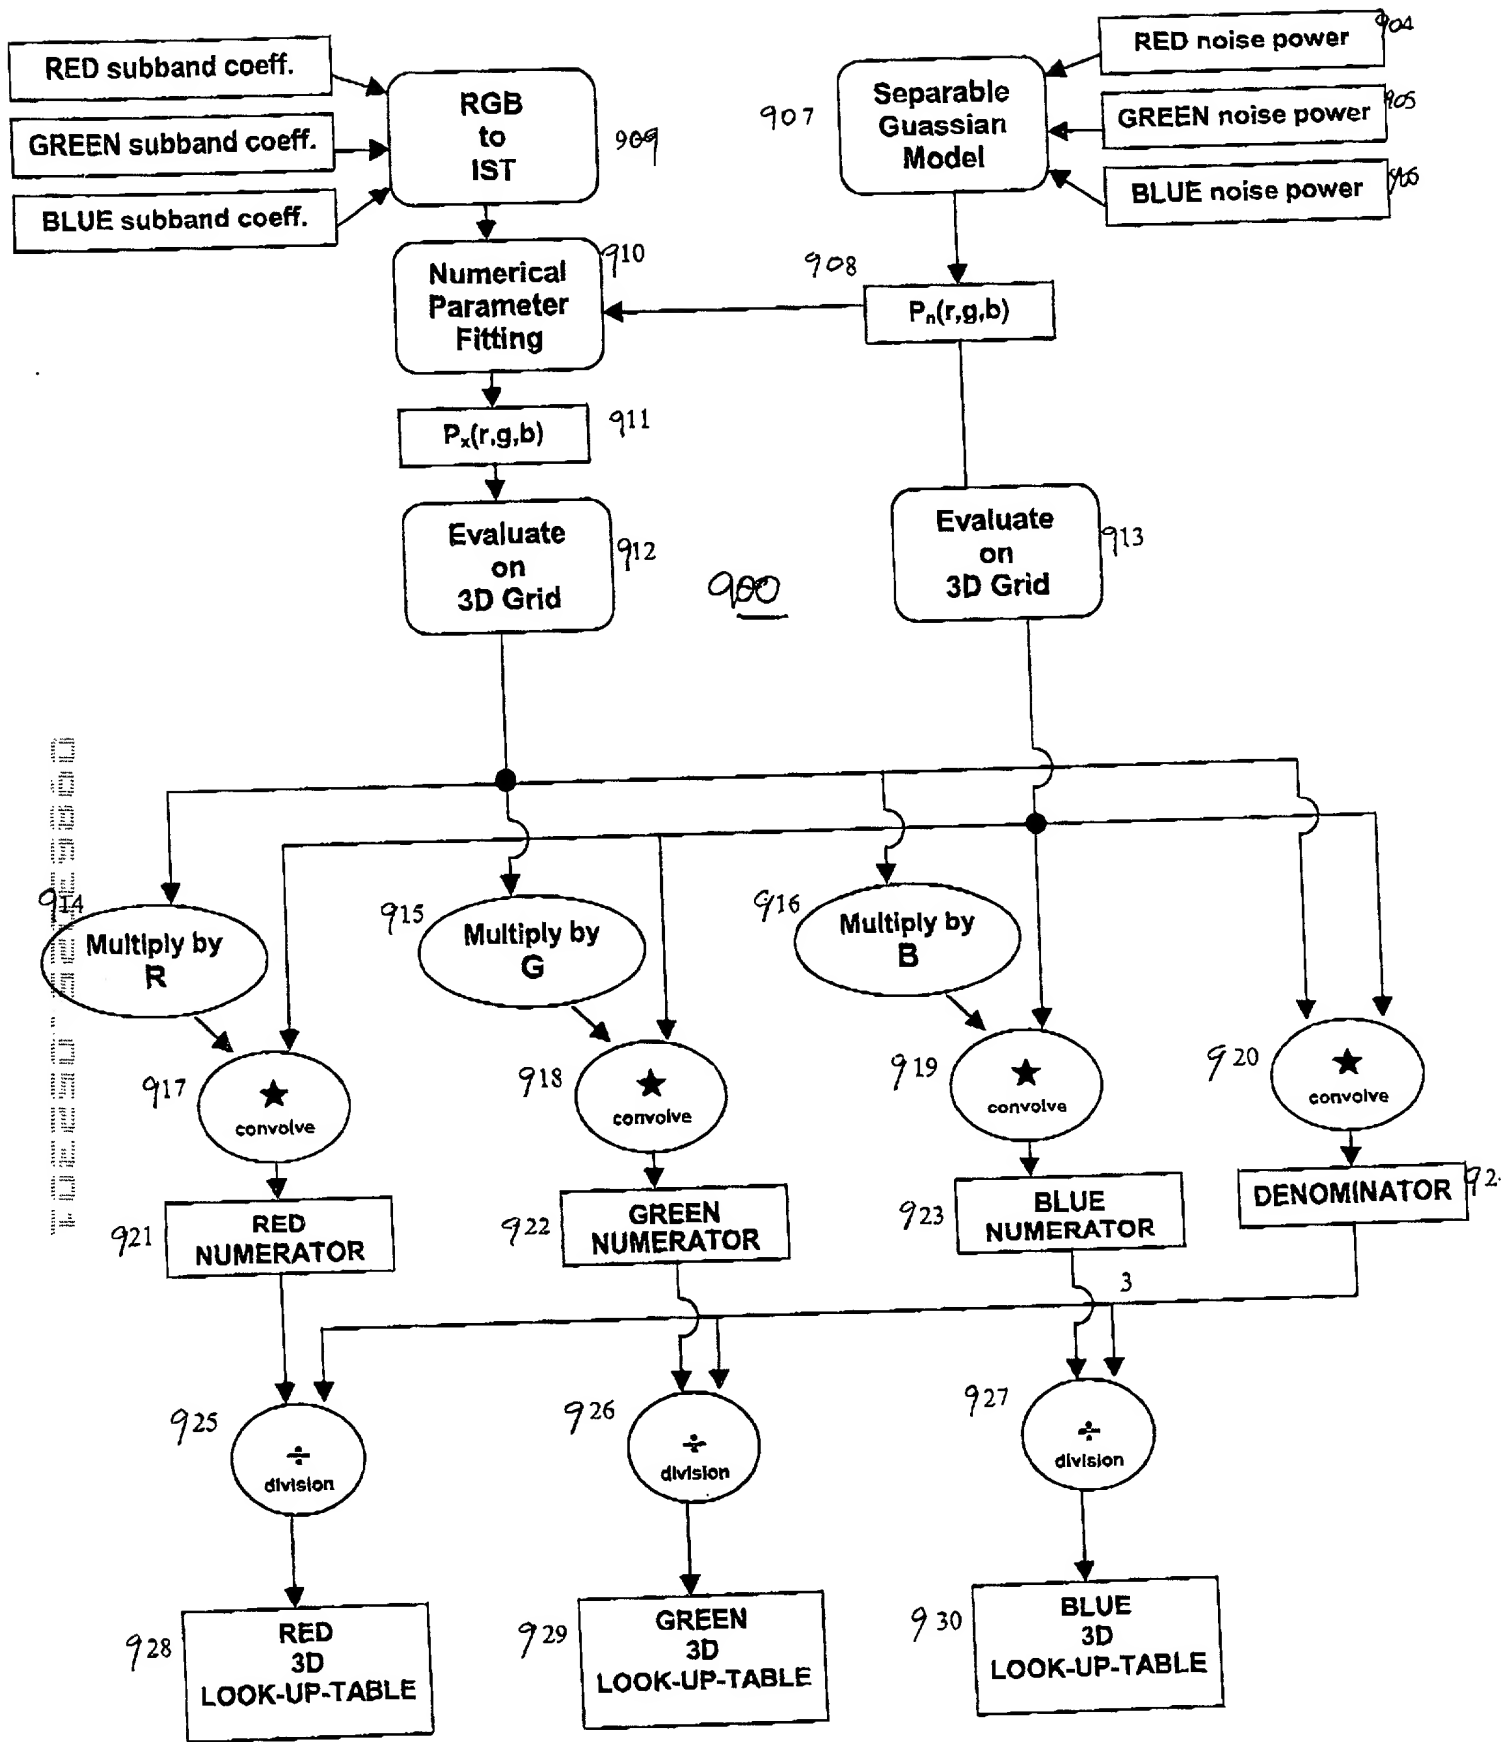 RED subband coeff.
GREEN subband coeff.
BLUE subband coeff.
RGB
to
IST
909
907
Separable
Guassian
Model
RED noise power
904
GREEN noise power
905
BLUE noise power
Numerical
Parameter
Fitting
910
908
Pn(r,g,b)
Px(r,g,b)
911
Evaluate
on
3D Grid
912
900
Evaluate
on
3D Grid
913
914
Multiply by
R
915
Multiply by
G
916
Multiply by
B
917
★
convolve
918
★
convolve
919
★
convolve
920
★
convolve
921
RED
NUMERATOR
922
GREEN
NUMERATOR
923
BLUE
NUMERATOR
DENOMINATOR
3
925
÷
division
926
÷
division
927
÷
division
928
RED
3D
LOOK-UP-TABLE
929
GREEN
3D
LOOK-UP-TABLE
930
BLUE
3D
LOOK-UP-TABLE